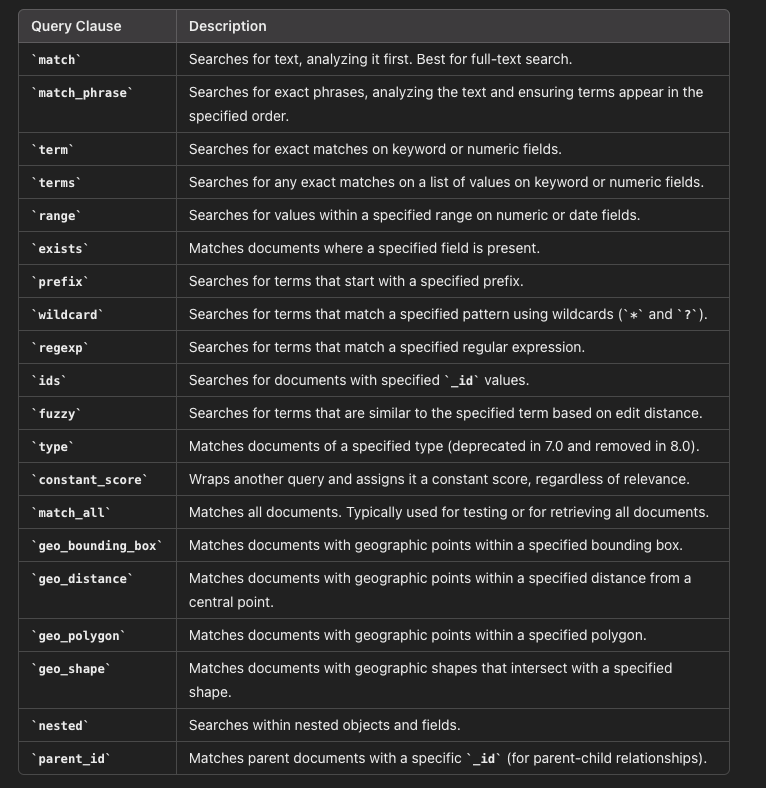 Query Clause Description
`match` Searches for text, analyzing it first. Best for full-text search.
`match_phrase` Searches for exact phrases, analyzing the text and ensuring terms appear in the
specified order.
`term` Searches for exact matches on keyword or numeric fields.
`terms` Searches for any exact matches on a list of values on keyword or numeric fields.
`range` Searches for values within a specified range on numeric or date fields.
`exists` Matches documents where a specified field is present.
`prefix` Searches for terms that start with a specified prefix.
`wildcard` Searches for terms that match a specified pattern using wildcards (`*` and `?`).
`regexp` Searches for terms that match a specified regular expression.
`ids` Searches for documents with specified `_id` values.
`fuzzy` Searches for terms that are similar to the specified term based on edit distance.
`type` Matches documents of a specified type (deprecated in 7.0 and removed in 8.0).
`constant_score` Wraps another query and assigns it a constant score, regardless of relevance.
`match_all` Matches all documents. Typically used for testing or for retrieving all documents.
`geo_bounding_box` Matches documents with geographic points within a specified bounding box.
`geo_distance` Matches documents with geographic points within a specified distance from a
central point.
`geo_polygon` Matches documents with geographic points within a specified polygon.
`geo_shape` Matches documents with geographic shapes that intersect with a specified
shape.
`nested` Searches within nested objects and fields.
`parent_id` Matches parent documents with a specific `_id` (for parent-child relationships).